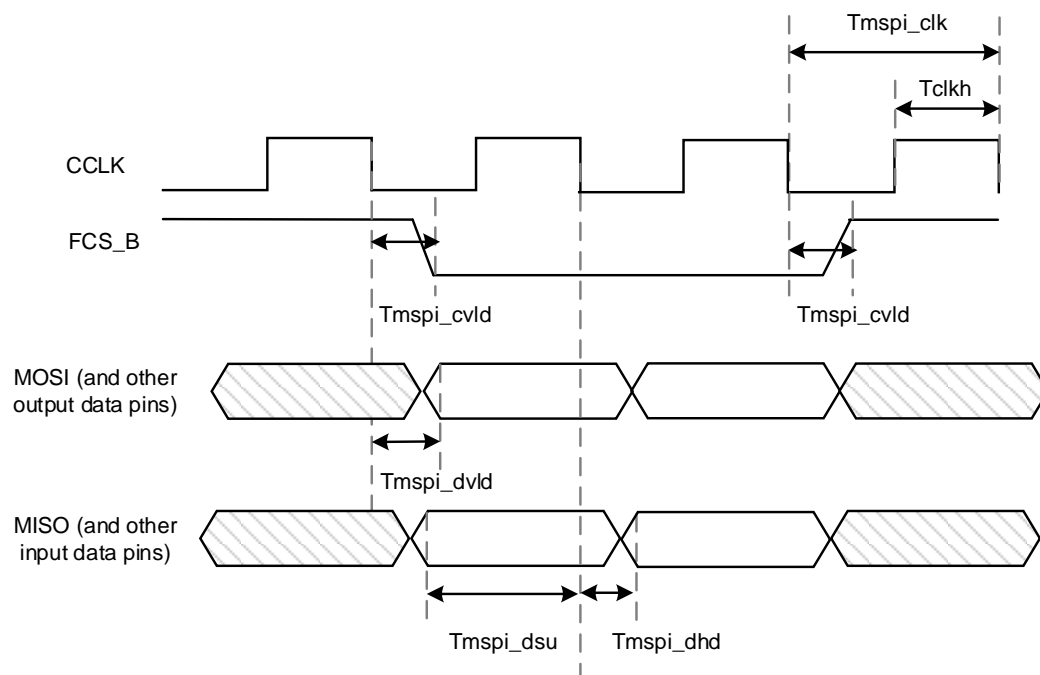 Tmspi_clk
Tclkh
CCLK
FCS_B
Tmspi_cvld
Tmspi_cvld
MOSI (and other
output data pins)
Tmspi_dvld
MISO (and other
input data pins)
Tmspi_dsu
Tmspi_dhd